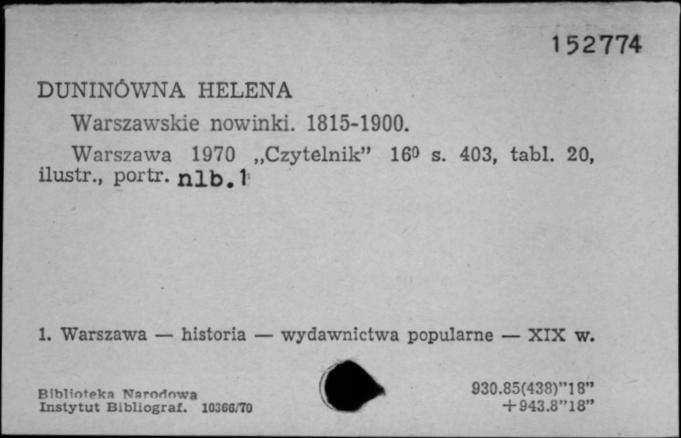 152774
DUNINÓWNA HELENA
Warszawskie nowinki. 1815-1900.
Warszawa 1970 „Czytelnik” 16⁰ s. 403, tabl. 20,
ilustr., portr. nlb.1
1. Warszawa — historia — wydawnictwa popularne — XIX w.
Biblioteka Narodowa
Instytut Bibliograf. 10366/70
930.85(438)”18”
+943.8”18”